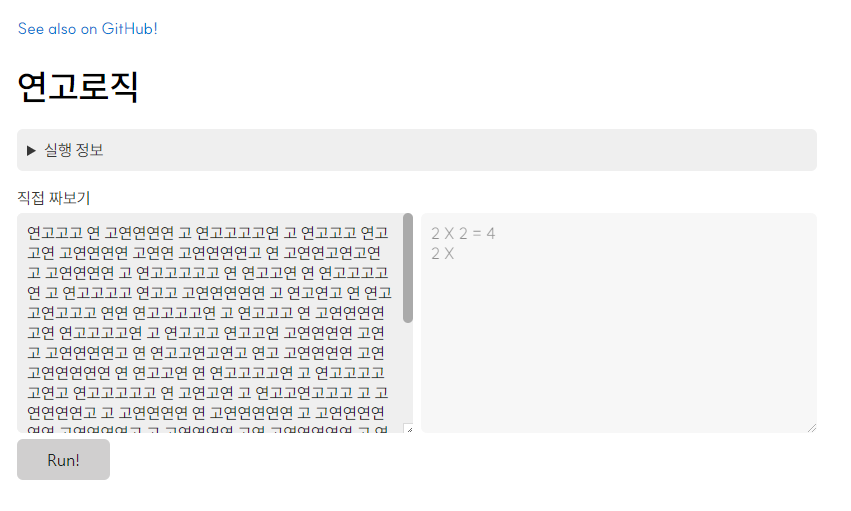 See also on GitHub!
연고로직
▶ 실행 정보
직접 짜보기
연고고고 연 고연연연연 고 연고고고고연 고 연고고고 연고
고연 고연연연연 고연연 고연연연연고 연 고연연고연고연
고 고연연연연 고 연고고고고고 연 연고고연 연 연고고고고
연 고 연고고고고 연고고 고연연연연연 고 연고연고 연 연고
고연고고고 연연 연고고고고연 고 연고고고 연 고연연연연
고연 연고고고고연 고 연고고고 연고고연 고연연연연 고연
고 고연연연연고 연 연고고연고연고 연고 고연연연연 고연
고연연연연연 연 연고고연 연 연고고고고연 고 연고고고고
고연고 연고고고고고 연 고연고연 고 연고고연고고고 고 고
연연연연고 고 고연연연연 연 고연연연연연 고 고연연연연
2 X 2 = 4
2 X
Run!